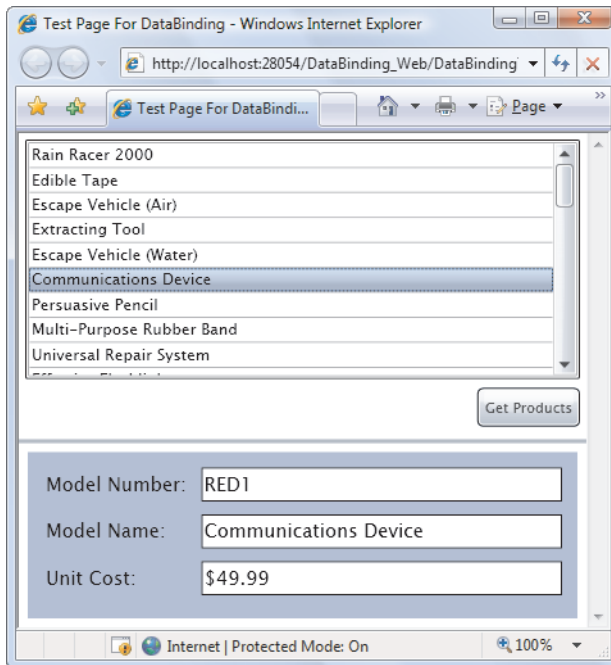 Test Page For DataBinding - Windows Internet Explorer
http://localhost:28054/DataBinding_Web/DataBinding
Test Page For DataBindi...
Page
Rain Racer 2000
Edible Tape
Escape Vehicle (Air)
Extracting Tool
Escape Vehicle (Water)
Communications Device
Persuasive Pencil
Multi-Purpose Rubber Band
Universal Repair System
Get Products
Model Number: RED1
Model Name: Communications Device
Unit Cost: $49.99
Internet | Protected Mode: On 100%